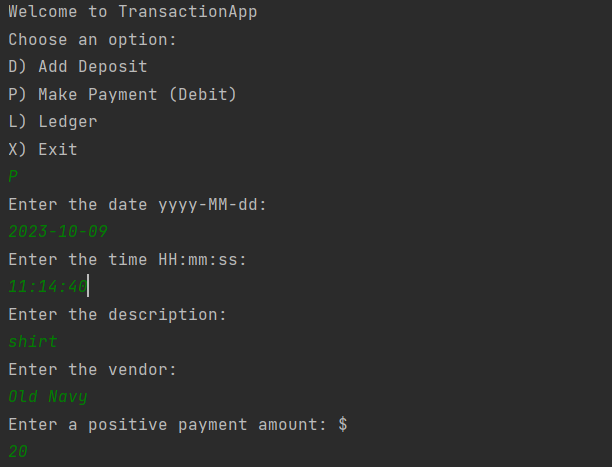 Welcome to TransactionApp
Choose an option:
D) Add Deposit
P) Make Payment (Debit)
L) Ledger
X) Exit
P
Enter the date yyyy-MM-dd:
2023-10-09
Enter the time HH:mm:ss:
11:14:40
Enter the description:
shirt
Enter the vendor:
Old Navy
Enter a positive payment amount: $
20